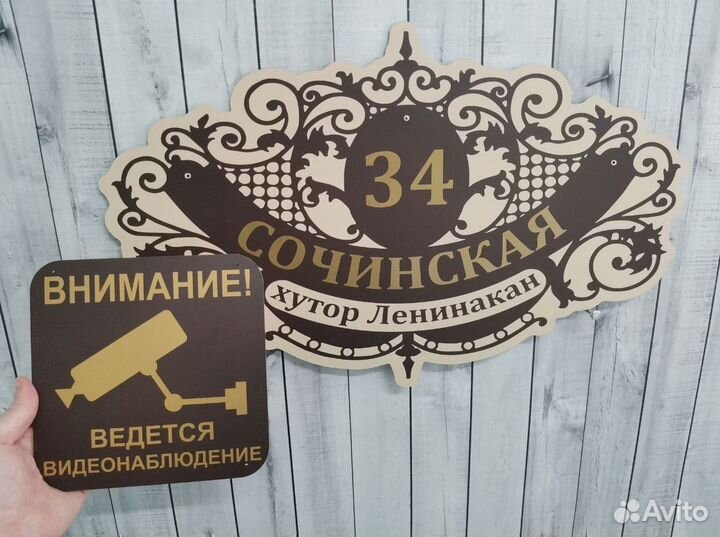 34
СОЧИНСКАЯ
хутор Ленинакан
ВНИМАНИЕ!
ВЕДЕТСЯ
ВИДЕОНАБЛЮДЕНИЕ
Avito